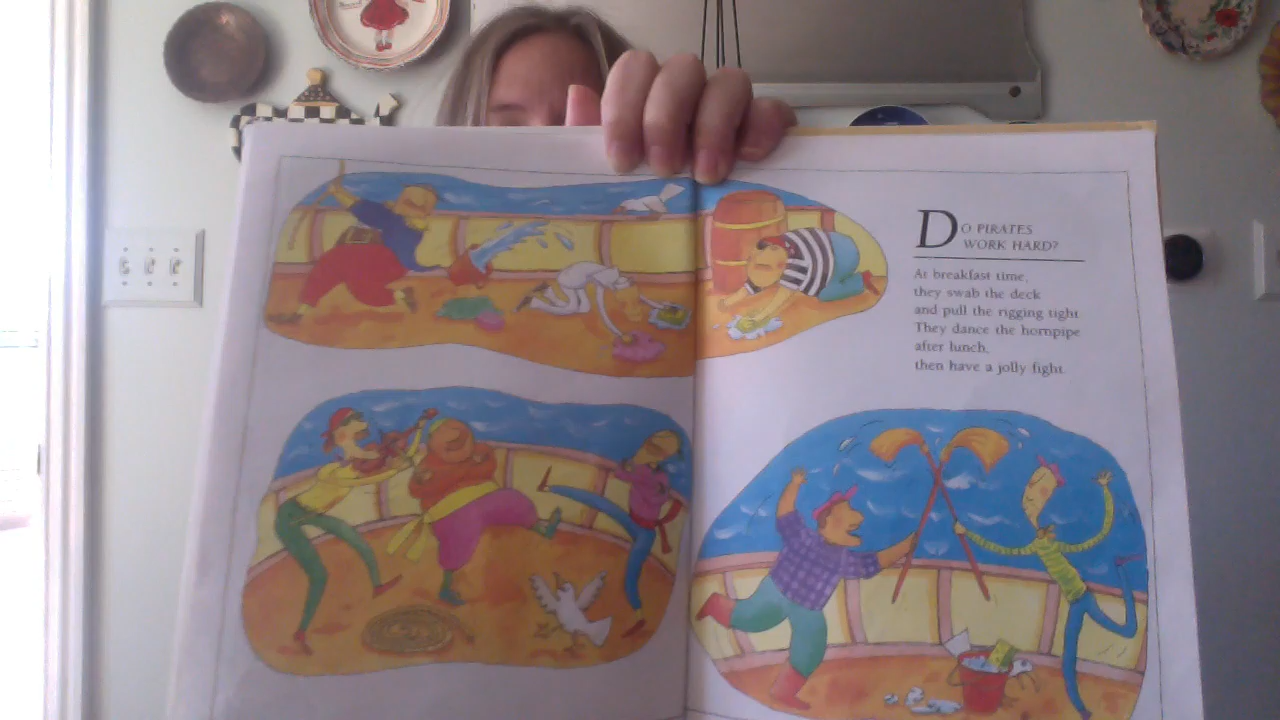 DO PIRATES
WORK HARD?
At breakfast time,
they swab the deck
and pull the rigging tight.
They dance the hornpipe
after lunch,
then have a jolly fight.